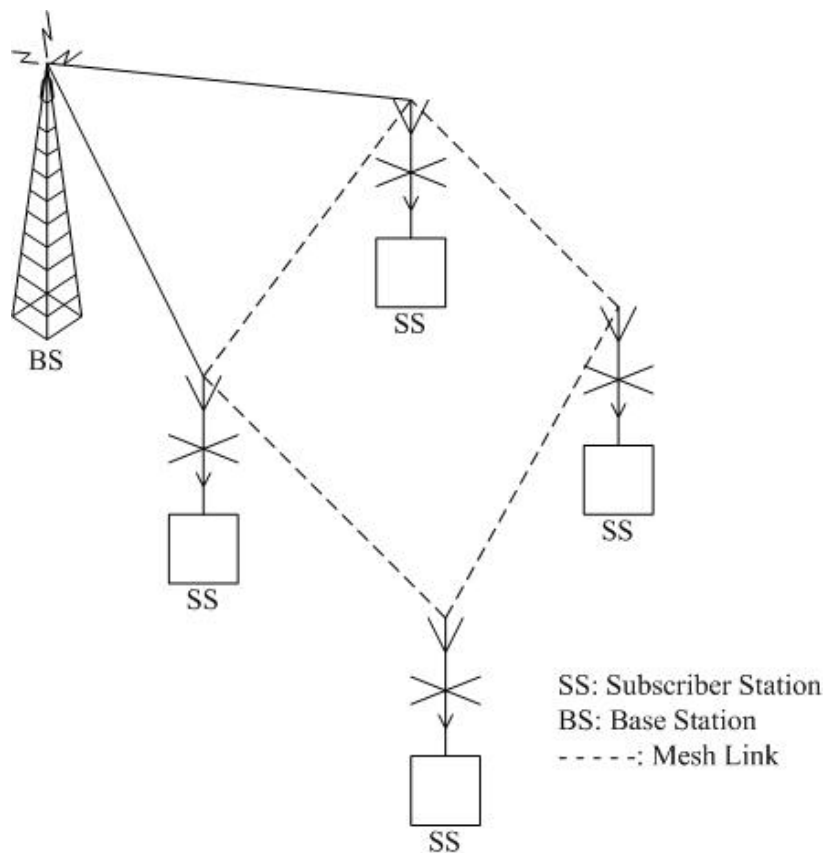 SS
BS
SS
SS
SS
SS: Subscriber Station
BS: Base Station
-----: Mesh Link